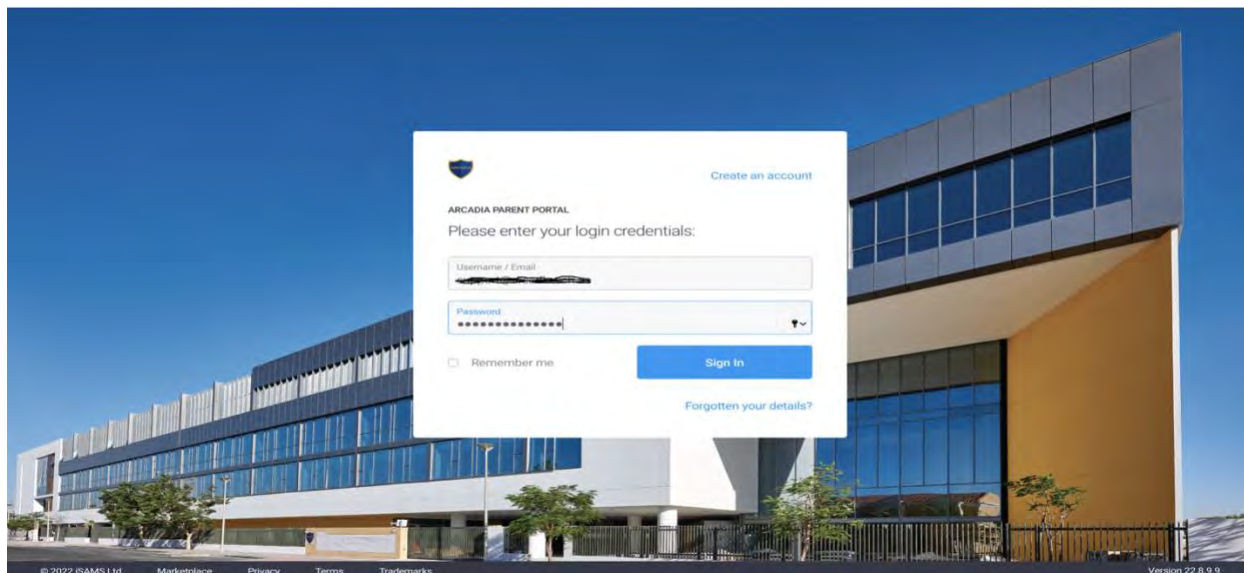 Create an account
ARCADIA PARENT PORTAL
Please enter your login credentials:
Username / Email
Password
Remember me
Sign In
Forgotten your details?
© 2022 iSAMS Ltd Marketplace Privacy Terms Trademarks Version 22.8.9.9